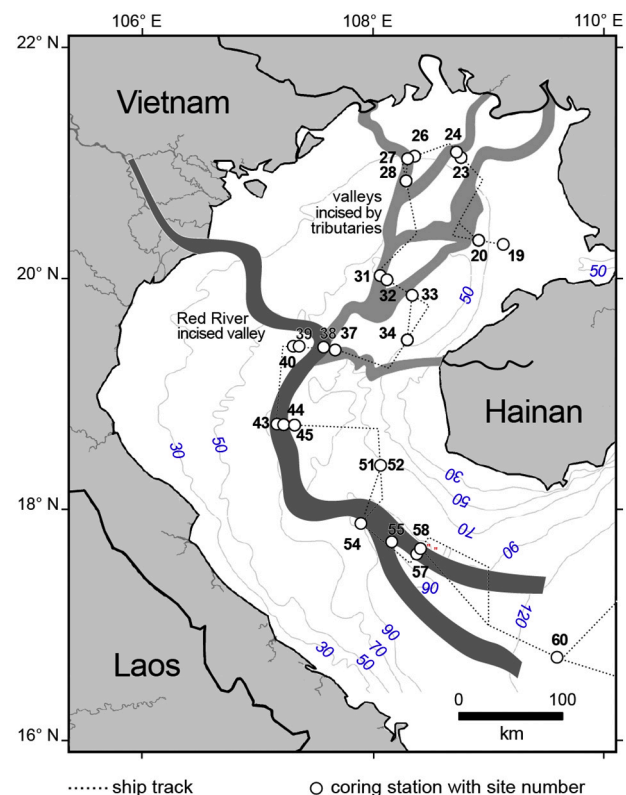 106° E
108° E
110° E
22° N
Vietnam
26
24
27
28
23
valleys
incised by
tributaries
20
19
50
31
32
33
50
Red River
incised valley
39
38
37
34
40
Hainan
43
44
45
30
50
51
52
30
50
70
18° N
54
55
58
57
90
90
120
60
90
70
50
30
Laos
0
100
km
20° N
16° N
ship track
coring station with site number